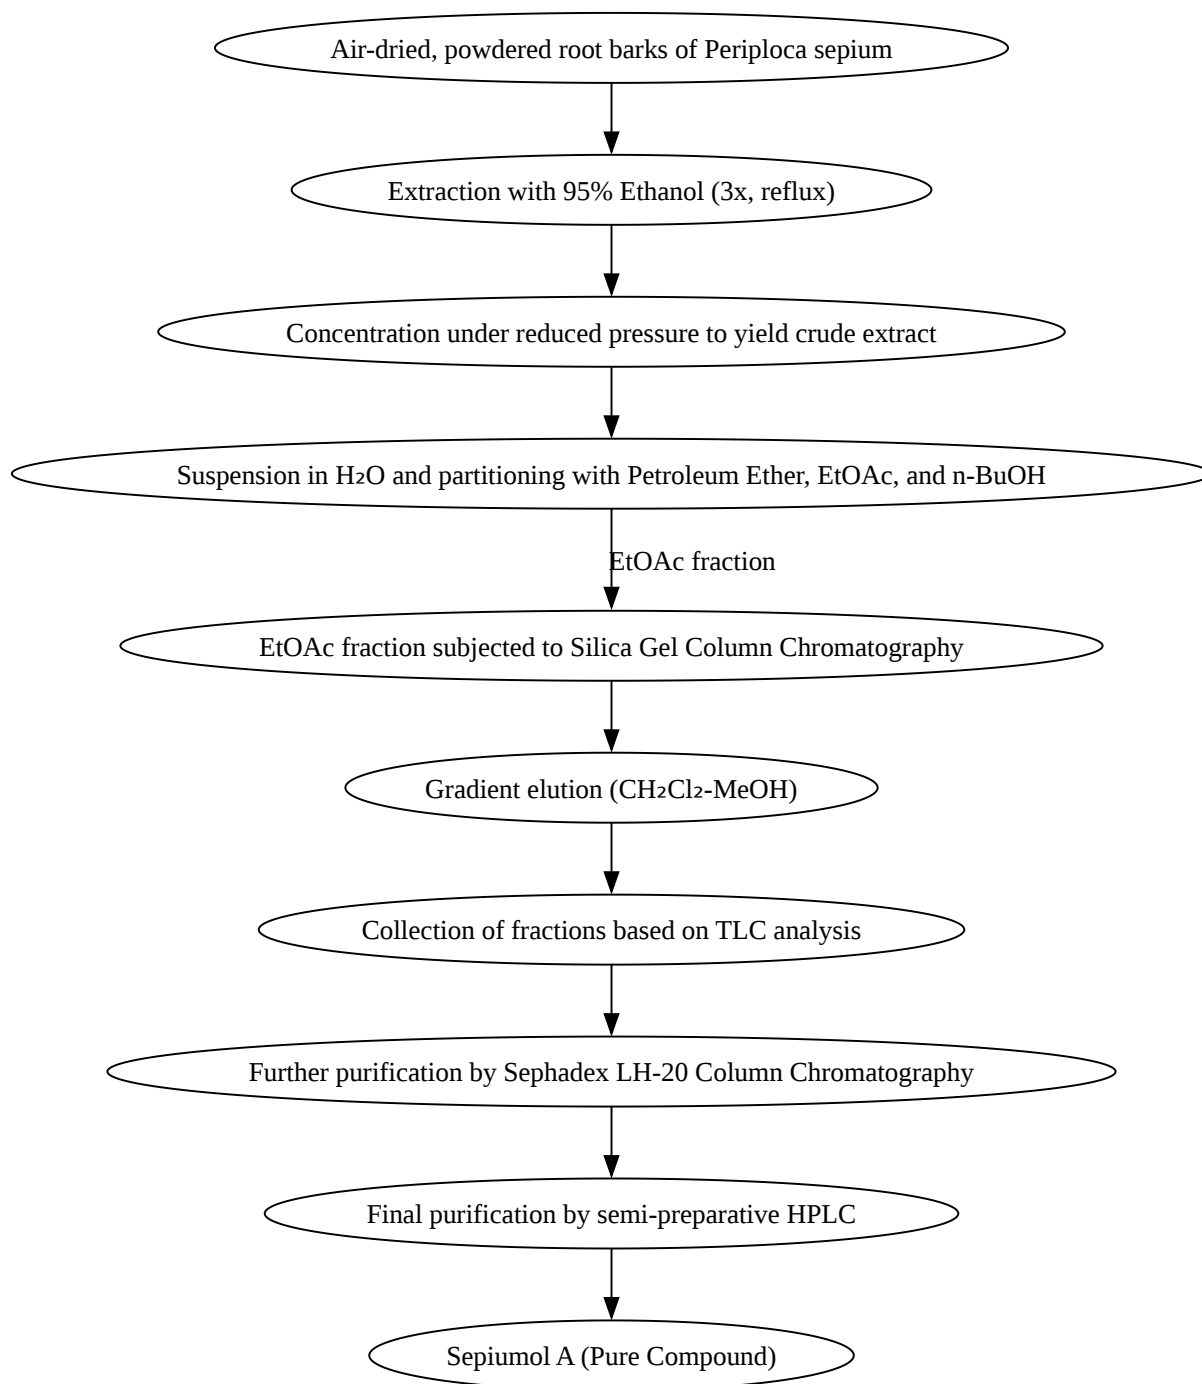 Air-dried, powdered root barks of Periploca sepium
Extraction with 95% Ethanol (3x, reflux)
Concentration under reduced pressure to yield crude extract
Suspension in H₂O and partitioning with Petroleum Ether, EtOAc, and n-BuOH
EtOAc fraction
EtOAc fraction subjected to Silica Gel Column Chromatography
Gradient elution (CH₂Cl₂-MeOH)
Collection of fractions based on TLC analysis
Further purification by Sephadex LH-20 Column Chromatography
Final purification by semi-preparative HPLC
Sepiumol A (Pure Compound)